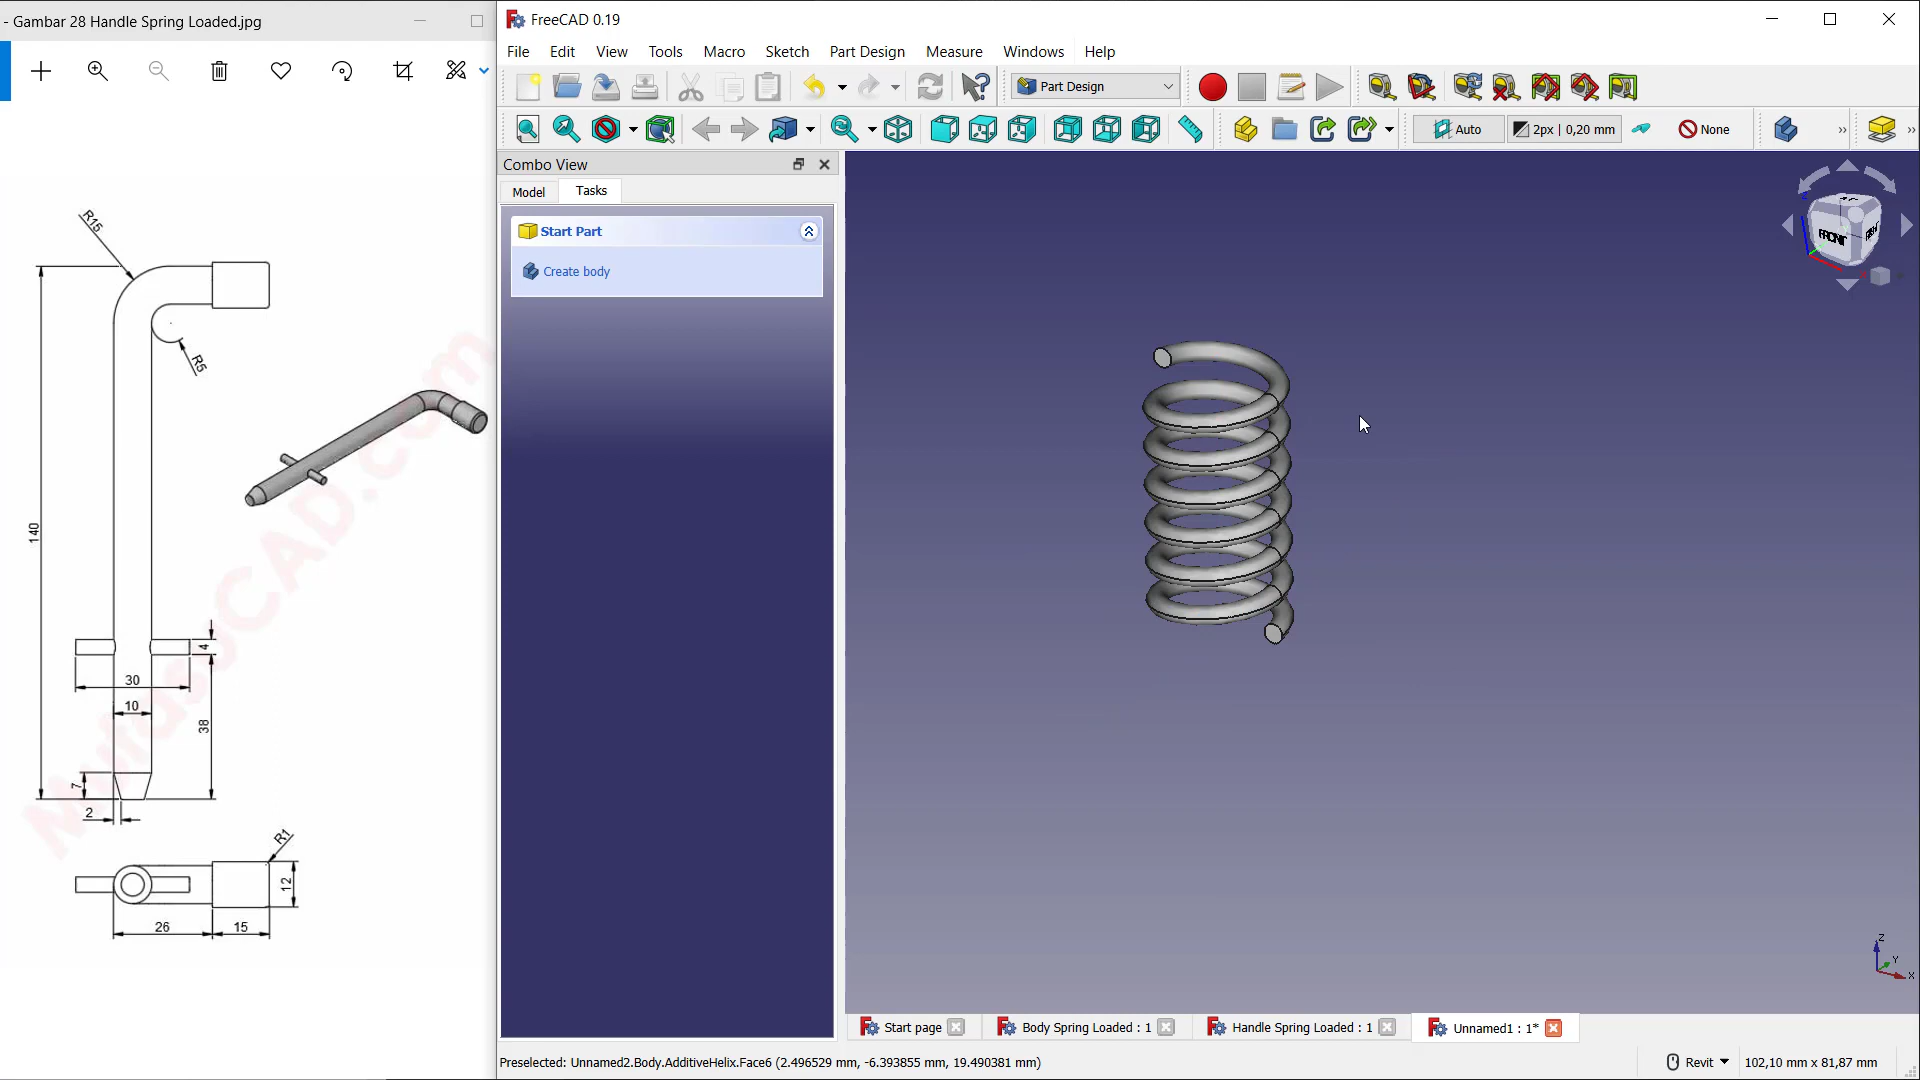 - Gambar 28 Handle Spring Loaded.jpg
FreeCAD 0.19
File Edit View Tools Macro Sketch Part Design Measure Windows Help
Part Design
Auto
2px | 0,20 mm
None
Combo View
Model
Tasks
Start Part
Create body
R15
R5
140
4
30
10
38
7
2
R1
12
26
15
MufasuCAD.com
FRONT
RIGHT
Z
Y
X
Start page
Body Spring Loaded : 1
Handle Spring Loaded : 1
Unnamed1 : 1*
Preselected: Unnamed2.Body.AdditiveHelix.Face6 (2.496529 mm, -6.393855 mm, 19.490381 mm)
Revit
102,10 mm x 81,87 mm